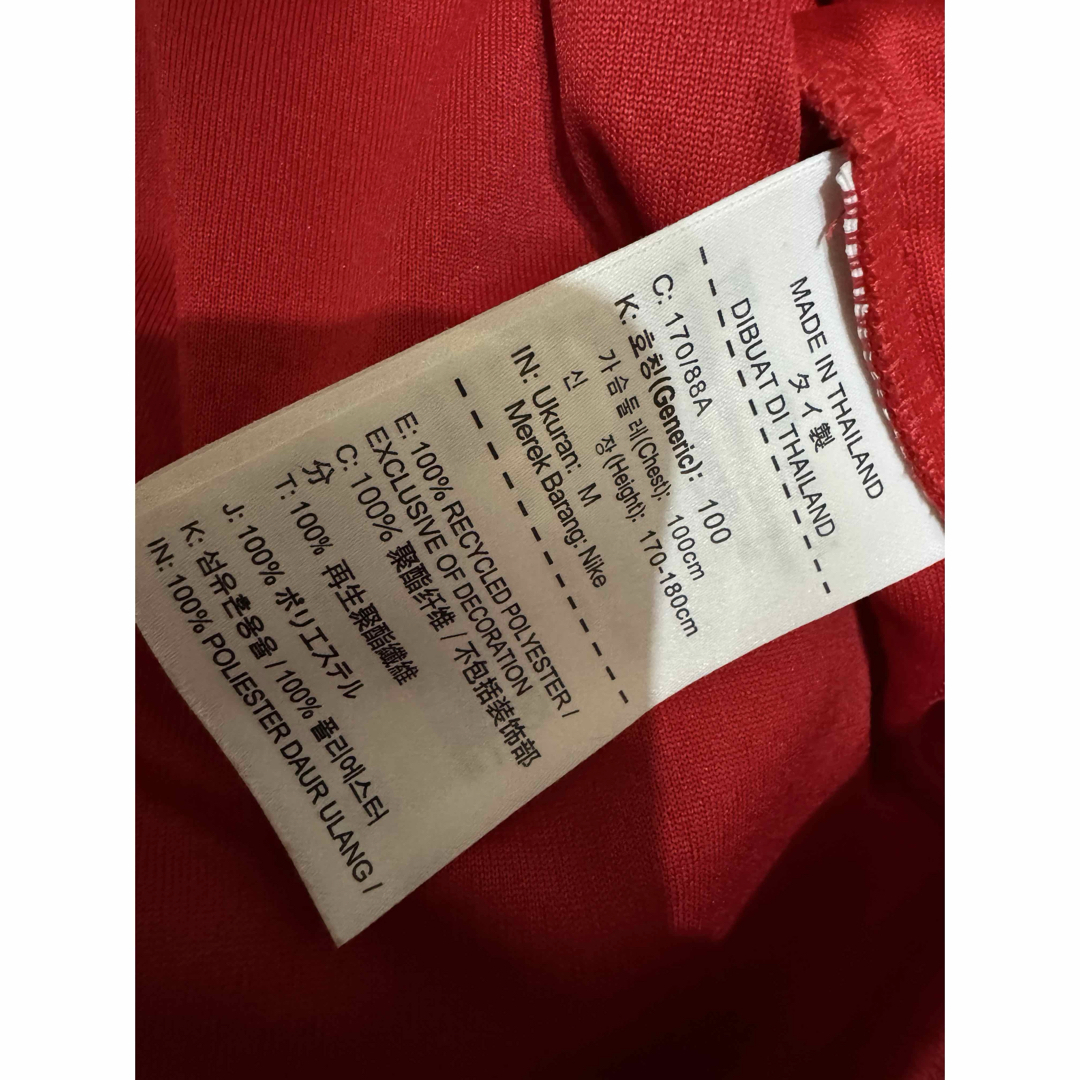 MADE IN THAILAND
タイ製
DIBUAT DI THAILAND
C: 170/88A
K: 호칭(Generic): 100
가슴둘레(Chest): 100cm
신 장(Height): 170-180cm
IN: Ukuran: M
Merek Barang: Nike
E: 100% RECYCLED POLYESTER /
EXCLUSIVE OF DECORATION
C: 100% 聚酯纤维 / 不包括装饰部
分
T: 100% 再生聚酯纖維
J: 100% ポリエステル
K: 섬유혼용율 / 100% 폴리에스터
IN: 100% POLIESTER DAUR ULANG /